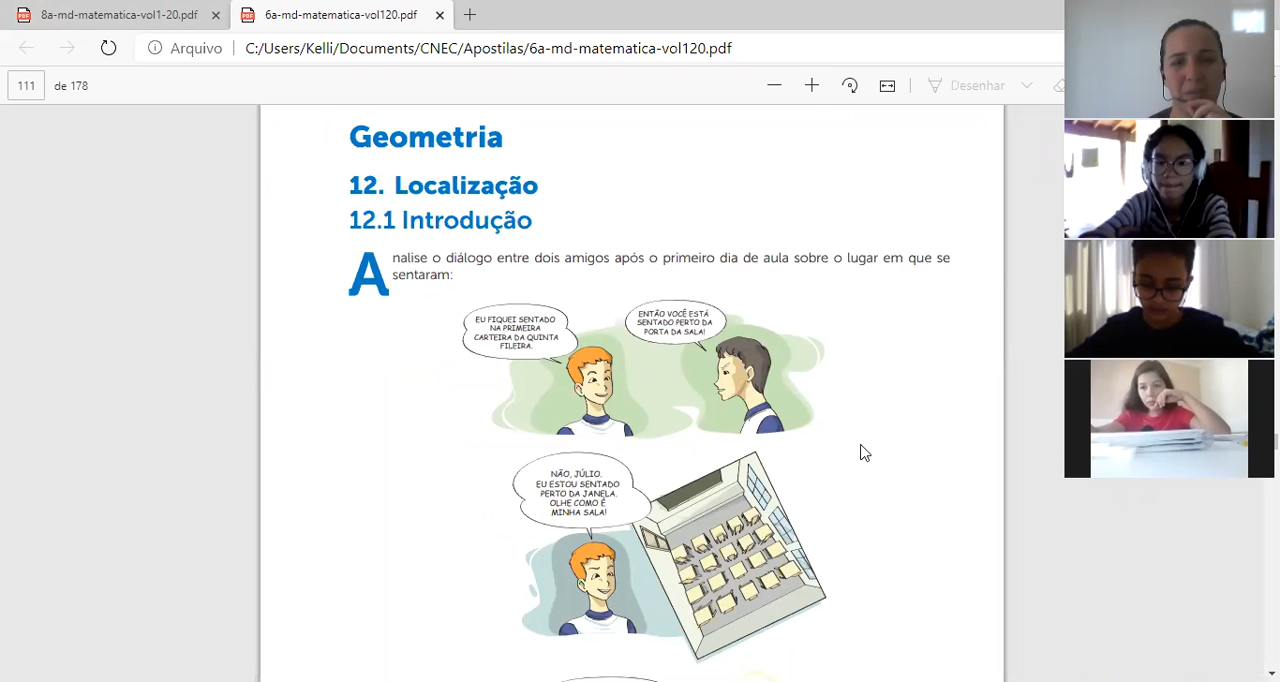 8a-md-matematica-vol1-20.pdf
6a-md-matematica-vol120.pdf
Arquivo
C:/Users/Kelli/Documents/CNEC/Apostilas/6a-md-matematica-vol120.pdf
111 de 178
Desenhar
Geometria
12. Localização
12.1 Introdução
Analise o diálogo entre dois amigos após o primeiro dia de aula sobre o lugar em que se
sentaram:
EU FIQUEI SENTADO
NA PRIMEIRA
CARTEIRA DA QUINTA
FILEIRA.
ENTÃO VOCÊ ESTÁ
SENTADO PERTO DA
PORTA DA SALA!
NÃO, JÚLIO.
EU ESTOU SENTADO
PERTO DA JANELA.
OLHE COMO É
MINHA SALA!